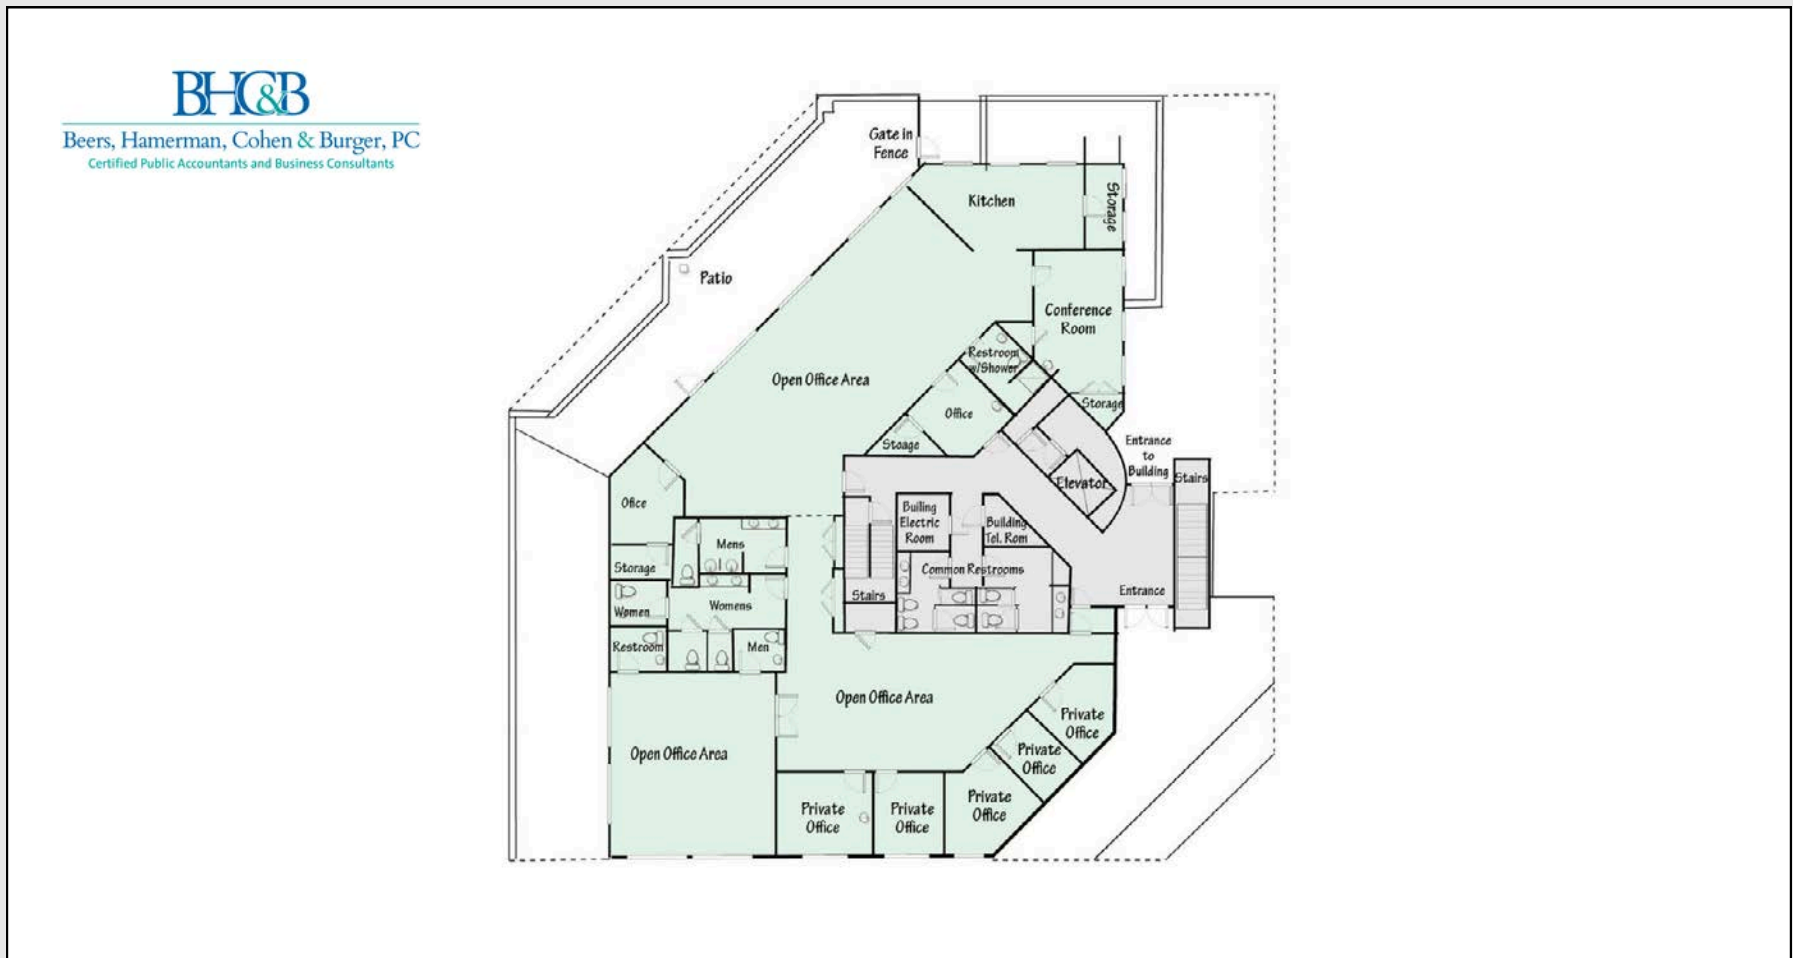 BHC&B
Beers, Hamerman, Cohen & Burger, PC
Certified Public Accountants and Business Consultants
Gate in
Fence
Kitchen
Storage
Patio
Conference
Room
Restroom
w/Shower
Open Office Area
Storage
Office
Stoage
Entrance
to
Building
Elevator
Stairs
Office
Builing
Electric
Room
Building
Tel. Rom
Mens
Storage
Common Restrooms
Stairs
Entrance
Women
Womens
Restroom
Men
Open Office Area
Private
Office
Open Office Area
Private
Office
Private
Office
Private
Office
Private
Office